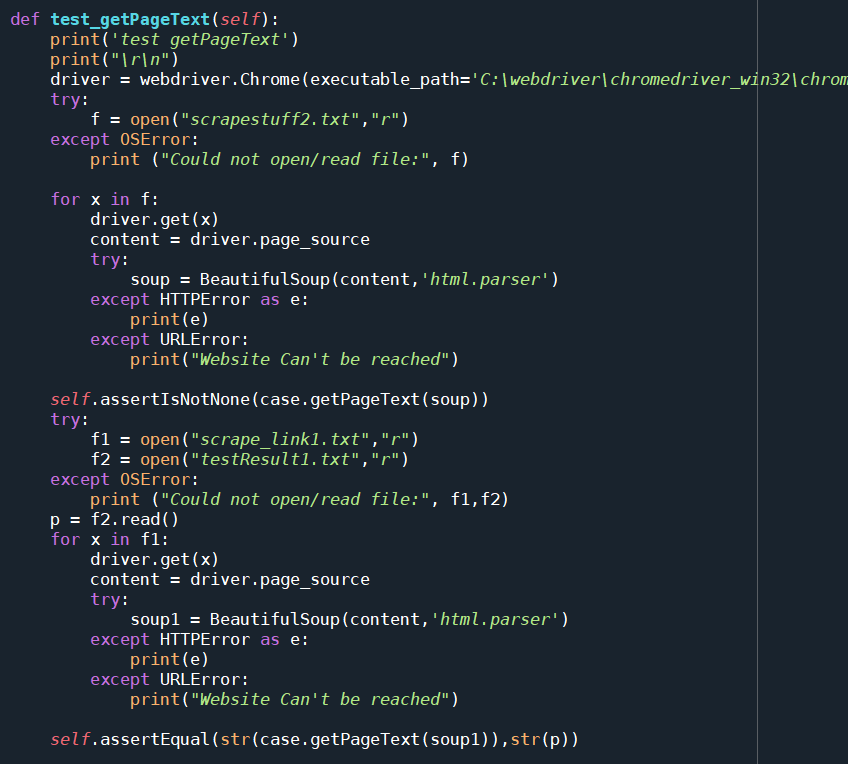 def test_getPageText(self):
    print('test getPageText')
    print("\r\n")
    driver = webdriver.Chrome(executable_path='C:\webdriver\chromedriver_win32\chrom
    try:
        f = open("scrapestuff2.txt","r")
    except OSError:
        print ("Could not open/read file:", f)

    for x in f:
        driver.get(x)
        content = driver.page_source
        try:
            soup = BeautifulSoup(content,'html.parser')
        except HTTPError as e:
            print(e)
        except URLError:
            print("Website Can't be reached")

    self.assertIsNotNone(case.getPageText(soup))
    try:
        f1 = open("scrape_link1.txt","r")
        f2 = open("testResult1.txt","r")
    except OSError:
        print ("Could not open/read file:", f1,f2)
    p = f2.read()
    for x in f1:
        driver.get(x)
        content = driver.page_source
        try:
            soup1 = BeautifulSoup(content,'html.parser')
        except HTTPError as e:
            print(e)
        except URLError:
            print("Website Can't be reached")

    self.assertEqual(str(case.getPageText(soup1)),str(p))